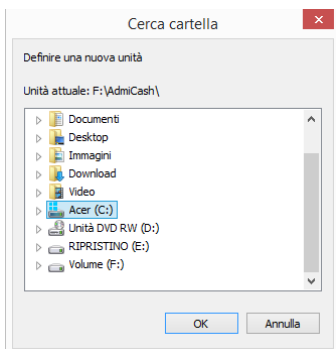 Cerca cartella
Definire una nuova unità
Unità attuale: F:\AdmiCash\
Documenti
Desktop
Immagini
Download
Video
Acer (C:)
Unità DVD RW (D:)
RIPRISTINO (E:)
Volume (F:)
OK Annulla